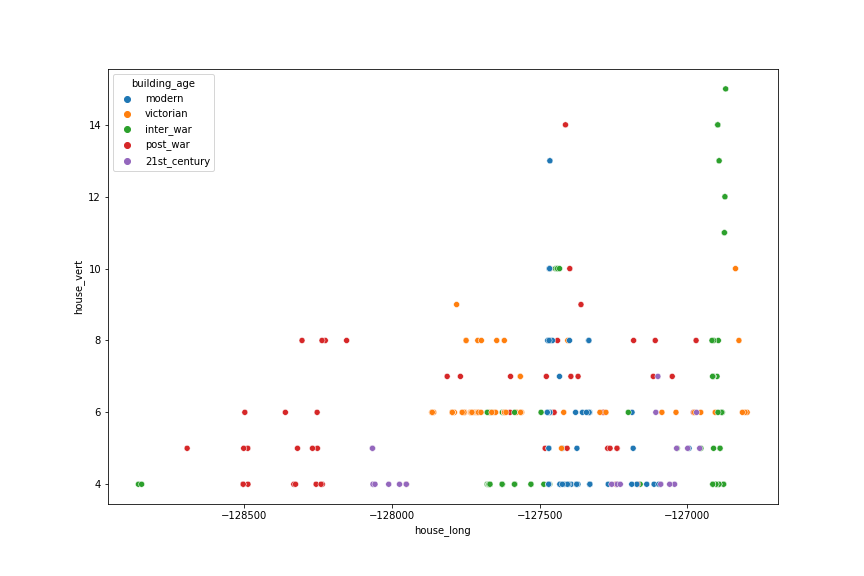 building_age
modern
victorian
inter_war
post_war
21st_century
14
12
10
8
6
4
house_vert
−128500 −128000 −127500 −127000
house_long